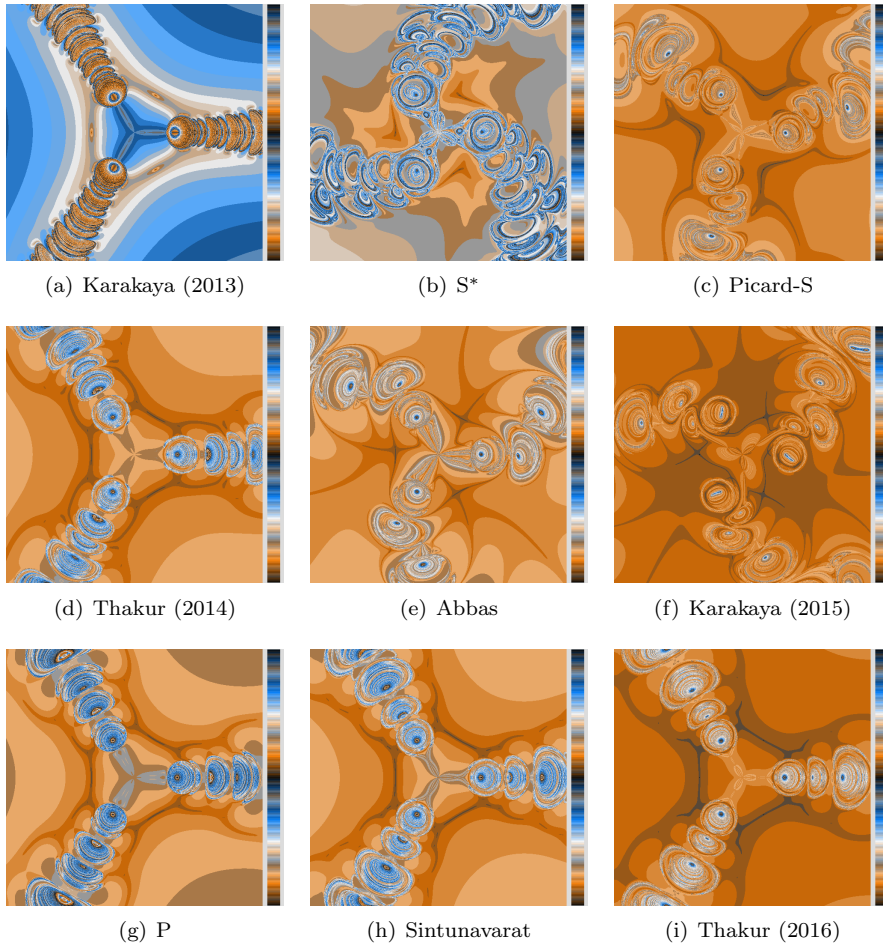 (a) Karakaya (2013)
(b) S*
(c) Picard-S
(d) Thakur (2014)
(e) Abbas
(f) Karakaya (2015)
(g) P
(h) Sintunavarat
(i) Thakur (2016)